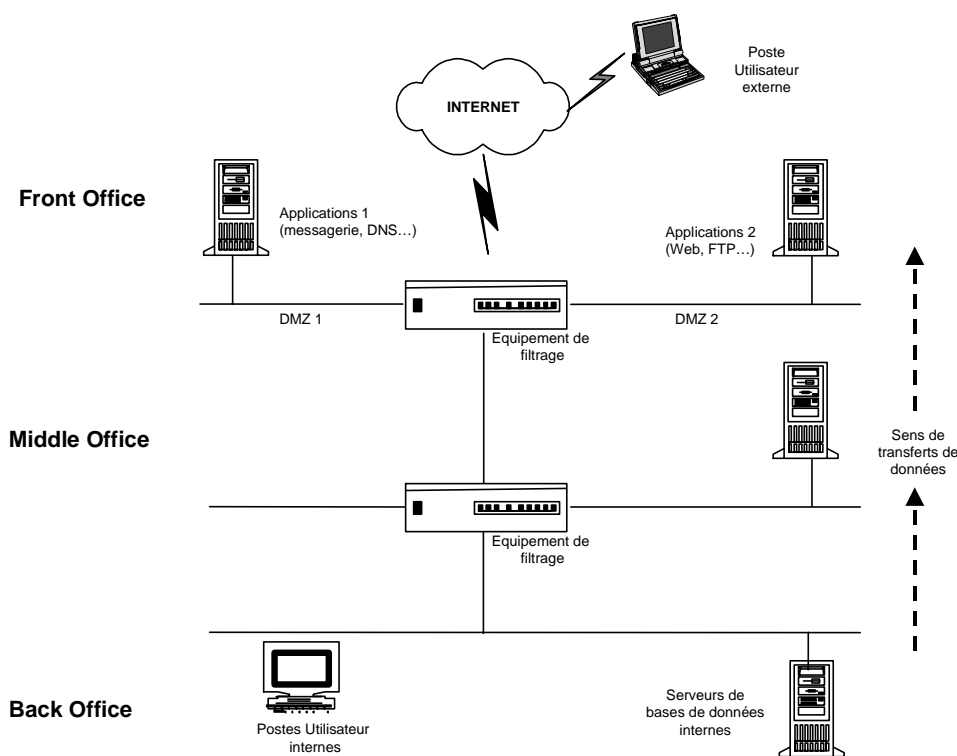 Poste
Utilisateur
externe
INTERNET
Front Office
Applications 1
(messagerie, DNS…)
Applications 2
(Web, FTP…)
DMZ 1
DMZ 2
Equipement de
filtrage
Middle Office
Sens de
transferts de
données
Equipement de
filtrage
Back Office
Postes Utilisateur
internes
Serveurs de
bases de données
internes